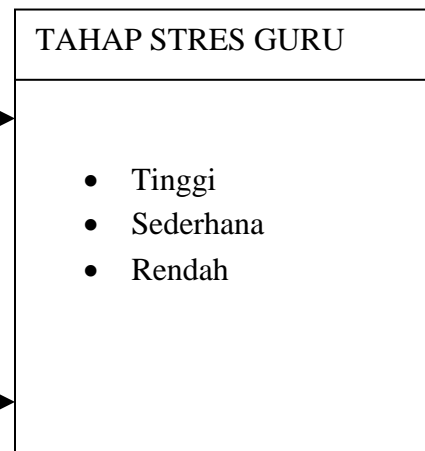 TAHAP STRES GURU
• Tinggi
• Sederhana
• Rendah